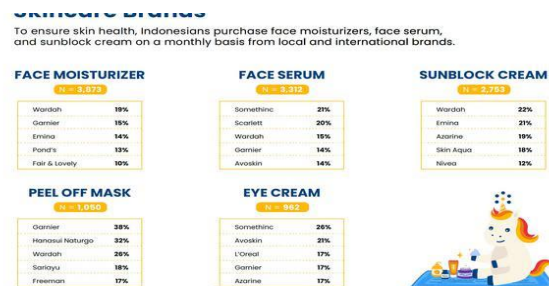 Skincare Brands
To ensure skin health, Indonesians purchase face moisturizers, face serum,
and sunblock cream on a monthly basis from local and international brands.
FACE MOISTURIZER
N = 3,873
Wardah 19%
Garnier 15%
Emina 14%
Pond's 13%
Fair & Lovely 10%
FACE SERUM
N = 3,312
Somethinc 21%
Scarlett 20%
Wardah 15%
Garnier 14%
Avoskin 14%
SUNBLOCK CREAM
N = 2,753
Wardah 22%
Emina 21%
Azarine 19%
Skin Aqua 18%
Nivea 12%
PEEL OFF MASK
N = 1,050
Garnier 38%
Hanasui Naturgo 32%
Wardah 26%
Sariayu 18%
Freeman 17%
EYE CREAM
N = 962
Somethinc 26%
Avoskin 21%
L'Oreal 17%
Garnier 17%
Azarine 17%